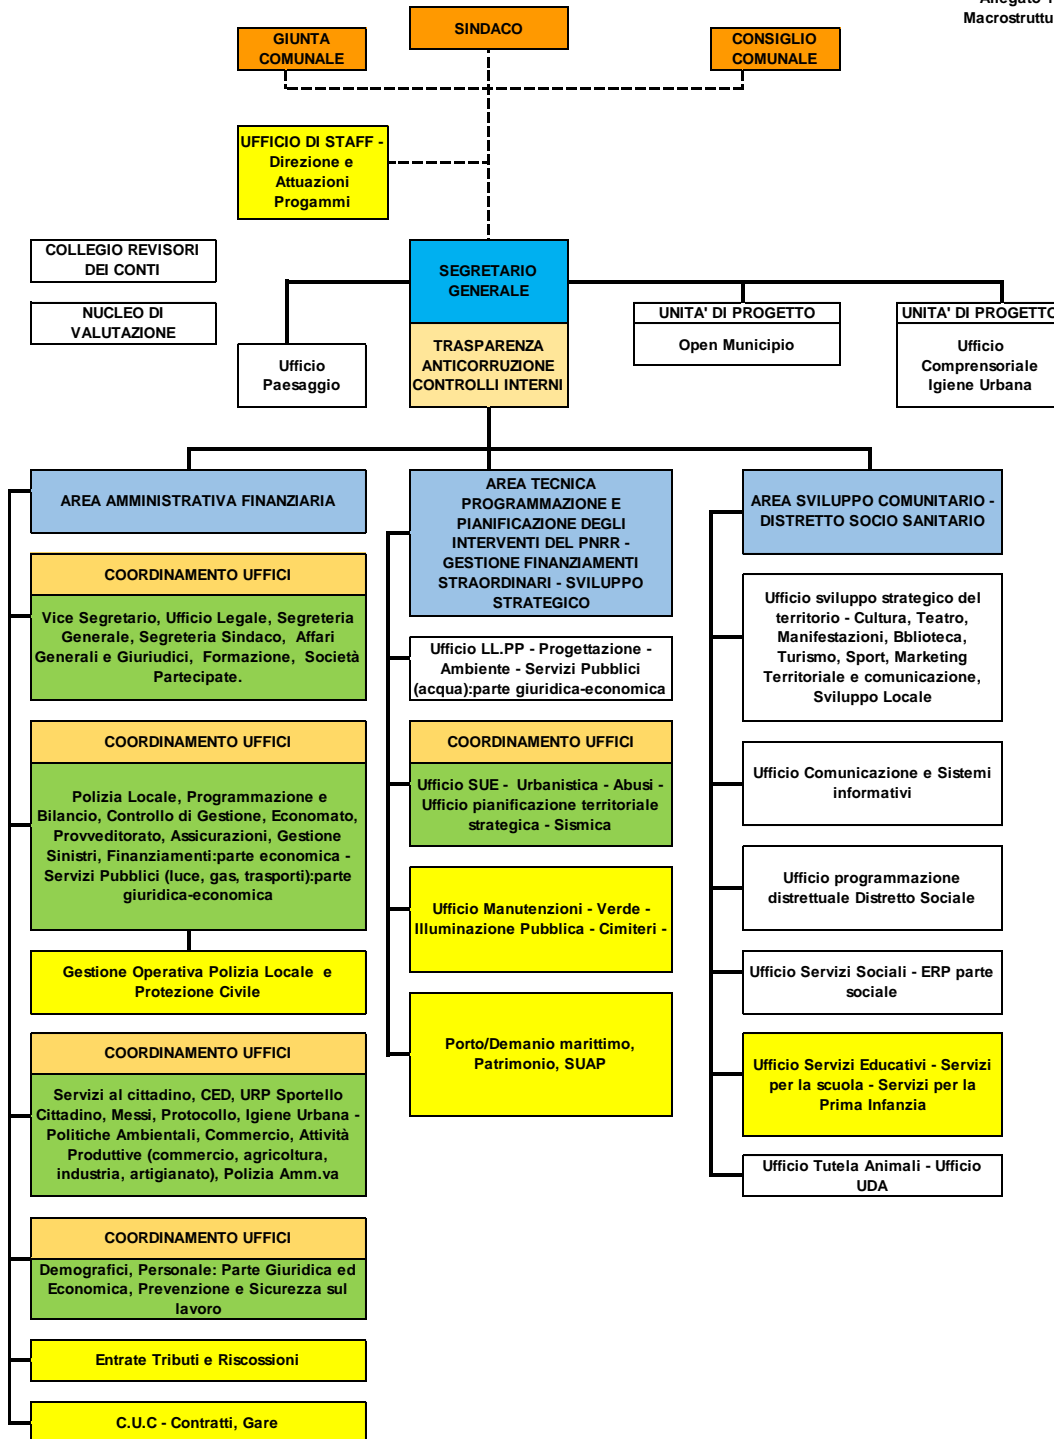 Allegato 1
Macrostruttu
SINDACO
GIUNTA
COMUNALE
CONSIGLIO
COMUNALE
UFFICIO DI STAFF -
Direzione e
Attuazioni
Progammi
COLLEGIO REVISORI
DEI CONTI
NUCLEO DI
VALUTAZIONE
SEGRETARIO
GENERALE
TRASPARENZA
ANTICORRUZIONE
CONTROLLI INTERNI
Ufficio
Paesaggio
UNITA' DI PROGETTO
Open Municipio
UNITA' DI PROGETTO
Ufficio
Comprensoriale
Igiene Urbana
AREA AMMINISTRATIVA FINANZIARIA
COORDINAMENTO UFFICI
Vice Segretario, Ufficio Legale, Segreteria
Generale, Segreteria Sindaco, Affari
Generali e Giuriudici, Formazione, Società
Partecipate.
COORDINAMENTO UFFICI
Polizia Locale, Programmazione e
Bilancio, Controllo di Gestione, Economato,
Provveditorato, Assicurazioni, Gestione
Sinistri, Finanziamenti:parte economica -
Servizi Pubblici (luce, gas, trasporti):parte
giuridica-economica
Gestione Operativa Polizia Locale e
Protezione Civile
COORDINAMENTO UFFICI
Servizi al cittadino, CED, URP Sportello
Cittadino, Messi, Protocollo, Igiene Urbana -
Politiche Ambientali, Commercio, Attività
Produttive (commercio, agricoltura,
industria, artigianato), Polizia Amm.va
COORDINAMENTO UFFICI
Demografici, Personale: Parte Giuridica ed
Economica, Prevenzione e Sicurezza sul
lavoro
Entrate Tributi e Riscossioni
C.U.C - Contratti, Gare
AREA TECNICA
PROGRAMMAZIONE E
PIANIFICAZIONE DEGLI
INTERVENTI DEL PNRR -
GESTIONE FINANZIAMENTI
STRAORDINARI - SVILUPPO
STRATEGICO
Ufficio LL.PP - Progettazione -
Ambiente - Servizi Pubblici
(acqua):parte giuridica-economica
COORDINAMENTO UFFICI
Ufficio SUE - Urbanistica - Abusi -
Ufficio pianificazione territoriale
strategica - Sismica
Ufficio Manutenzioni - Verde -
Illuminazione Pubblica - Cimiteri -
Porto/Demanio marittimo,
Patrimonio, SUAP
AREA SVILUPPO COMUNITARIO -
DISTRETTO SOCIO SANITARIO
Ufficio sviluppo strategico del
territorio - Cultura, Teatro,
Manifestazioni, Bblioteca,
Turismo, Sport, Marketing
Territoriale e comunicazione,
Sviluppo Locale
Ufficio Comunicazione e Sistemi
informativi
Ufficio programmazione
distrettuale Distretto Sociale
Ufficio Servizi Sociali - ERP parte
sociale
Ufficio Servizi Educativi - Servizi
per la scuola - Servizi per la
Prima Infanzia
Ufficio Tutela Animali - Ufficio
UDA